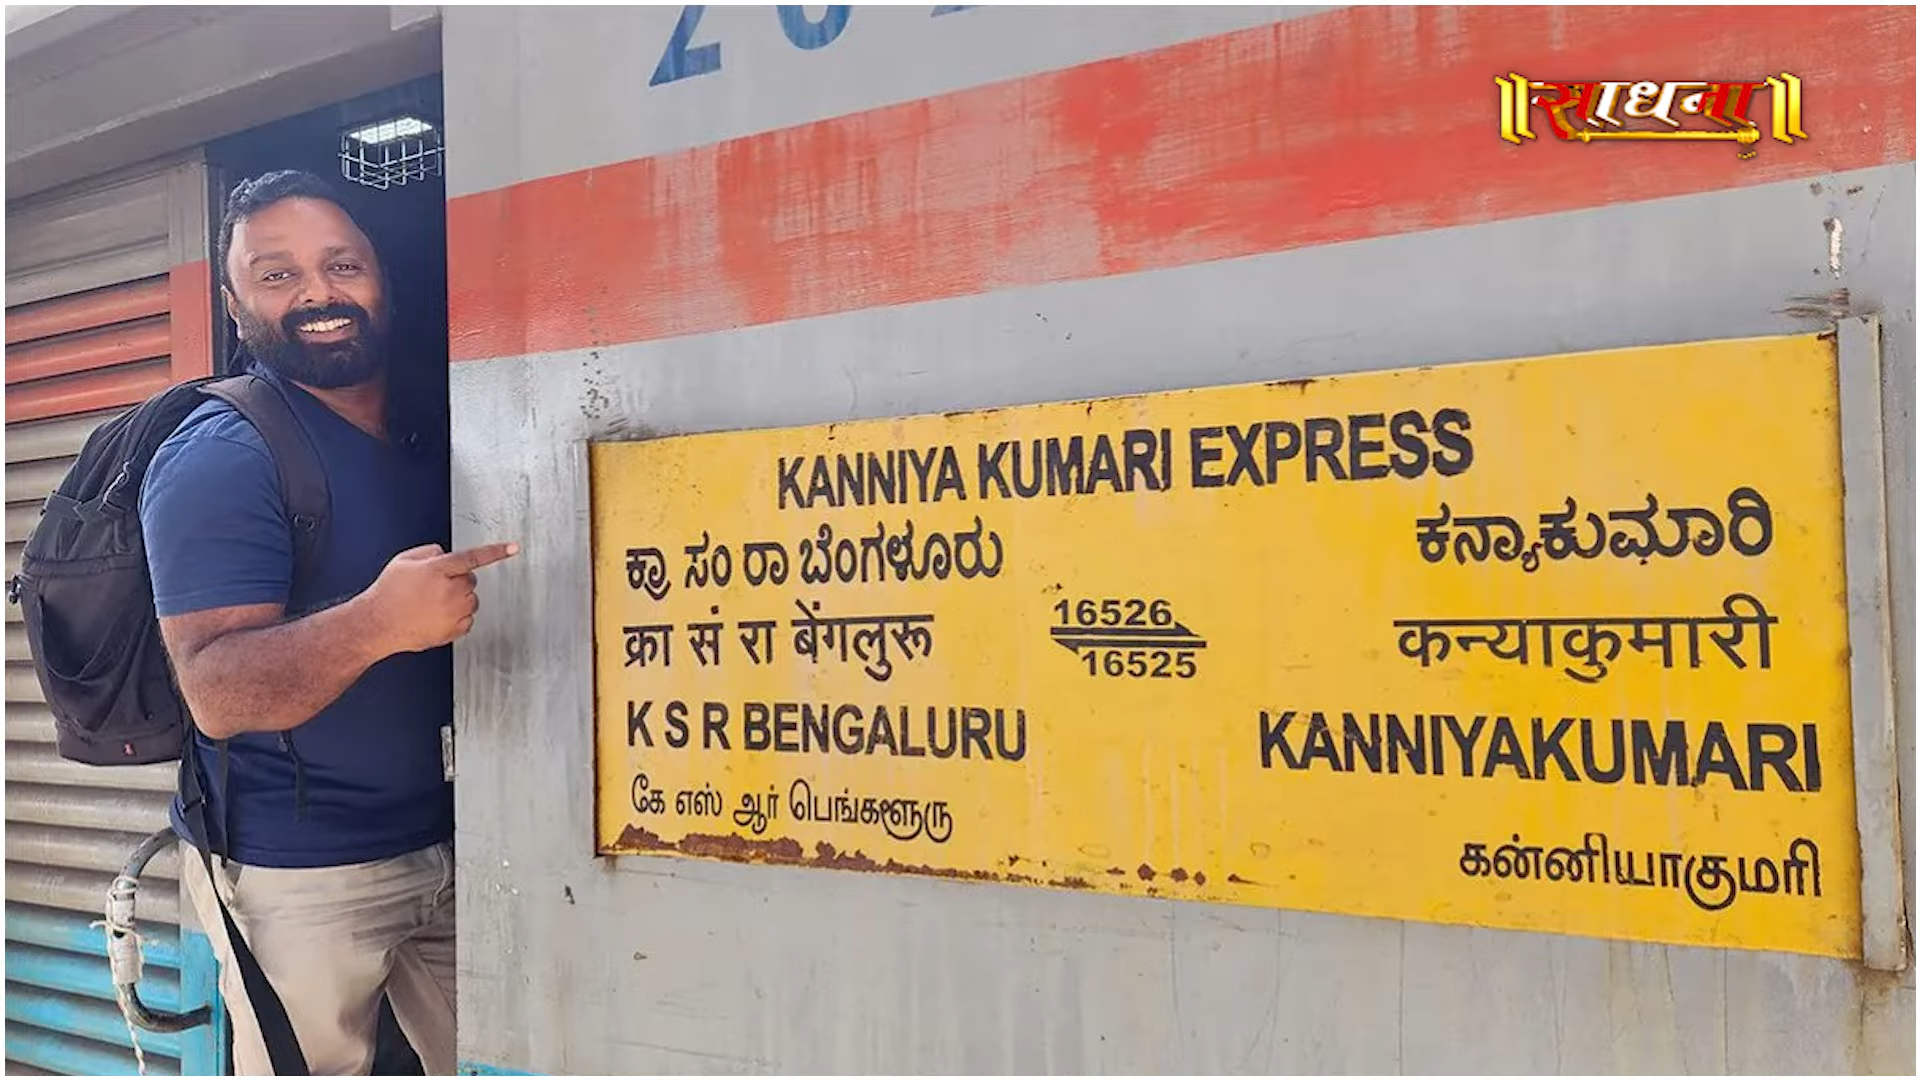 ॥साधना॥
KANNIYA KUMARI EXPRESS
ಕ್ರಾ ಸಂ ರಾ ಬೆಂಗಳೂರು
ಕನ್ಯಾಕುಮಾರಿ
क्रा सं रा बेंगलुरू
16526
16525
कन्याकुमारी
K S R BENGALURU
KANNIYAKUMARI
கே எஸ் ஆர் பெங்களூரு
கன்னியாகுமரி